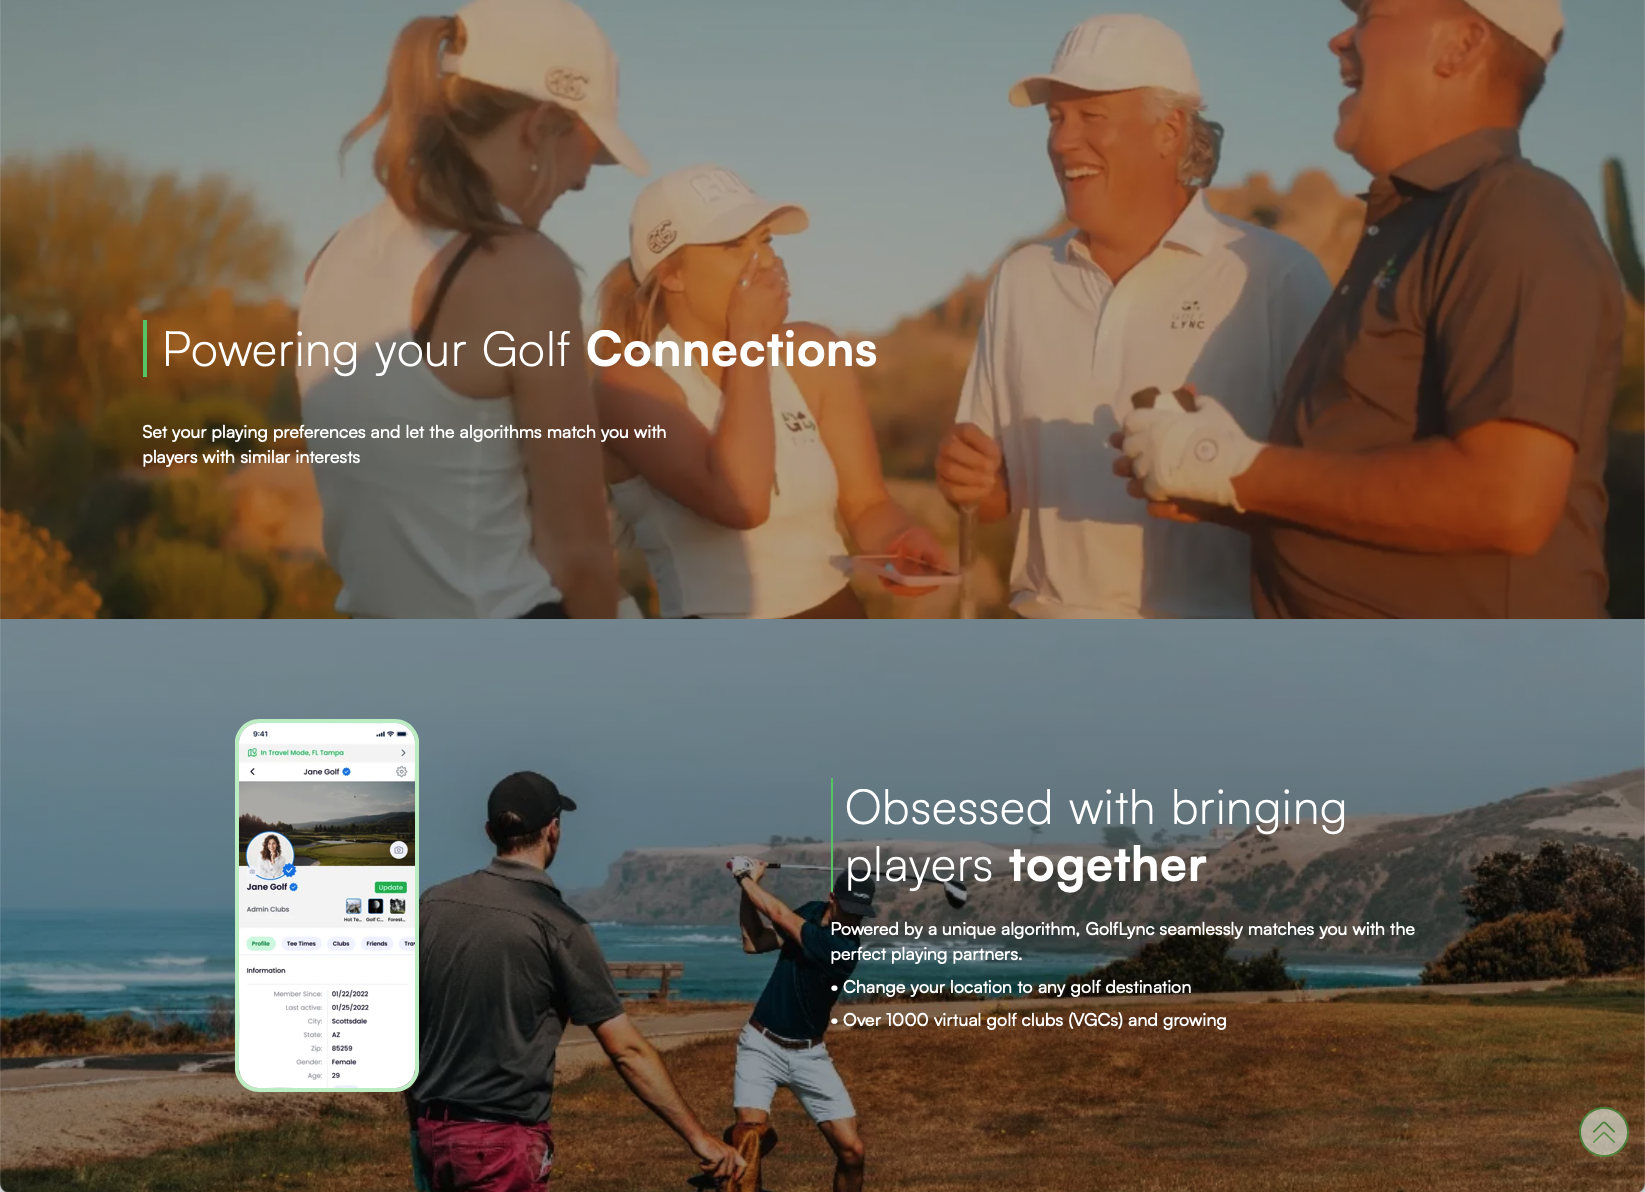 Powering your Golf Connections
Set your playing preferences and let the algorithms match you with
players with similar interests
LYNC
9:41
In Travel Mode, FL Tampa
Jane Golf
Jane Golf
Update
Admin Clubs
Hot Te..
Golf C..
Forest..
Profile
Tee Times
Clubs
Friends
Information
Member Since: 01/22/2022
Last active: 01/25/2022
City: Scottsdale
State: AZ
Zip: 85259
Gender: Female
Age: 29
Obsessed with bringing
players together
Powered by a unique algorithm, GolfLync seamlessly matches you with the
perfect playing partners.
• Change your location to any golf destination
• Over 1000 virtual golf clubs (VGCs) and growing